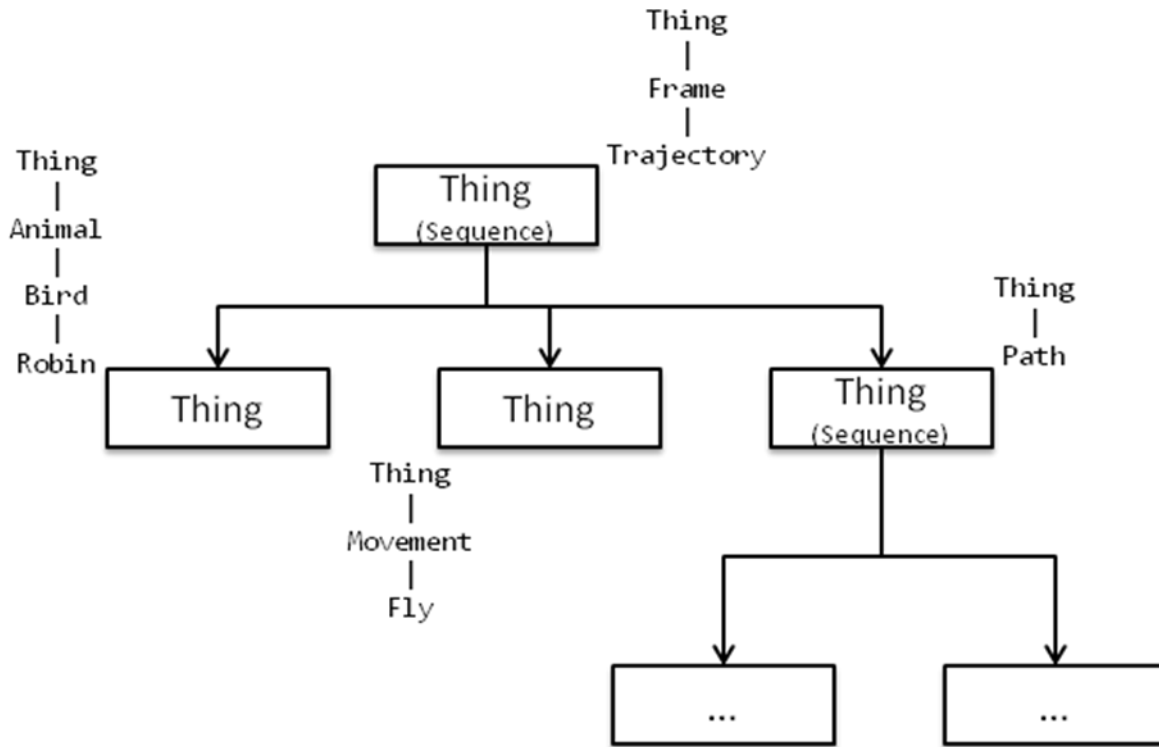 Thing
|
Frame
|
Trajectory
Thing
(Sequence)
Thing
|
Animal
|
Bird
|
Robin
Thing
|
Path
Thing
Thing
Thing
(Sequence)
Thing
|
Movement
|
Fly
...
...